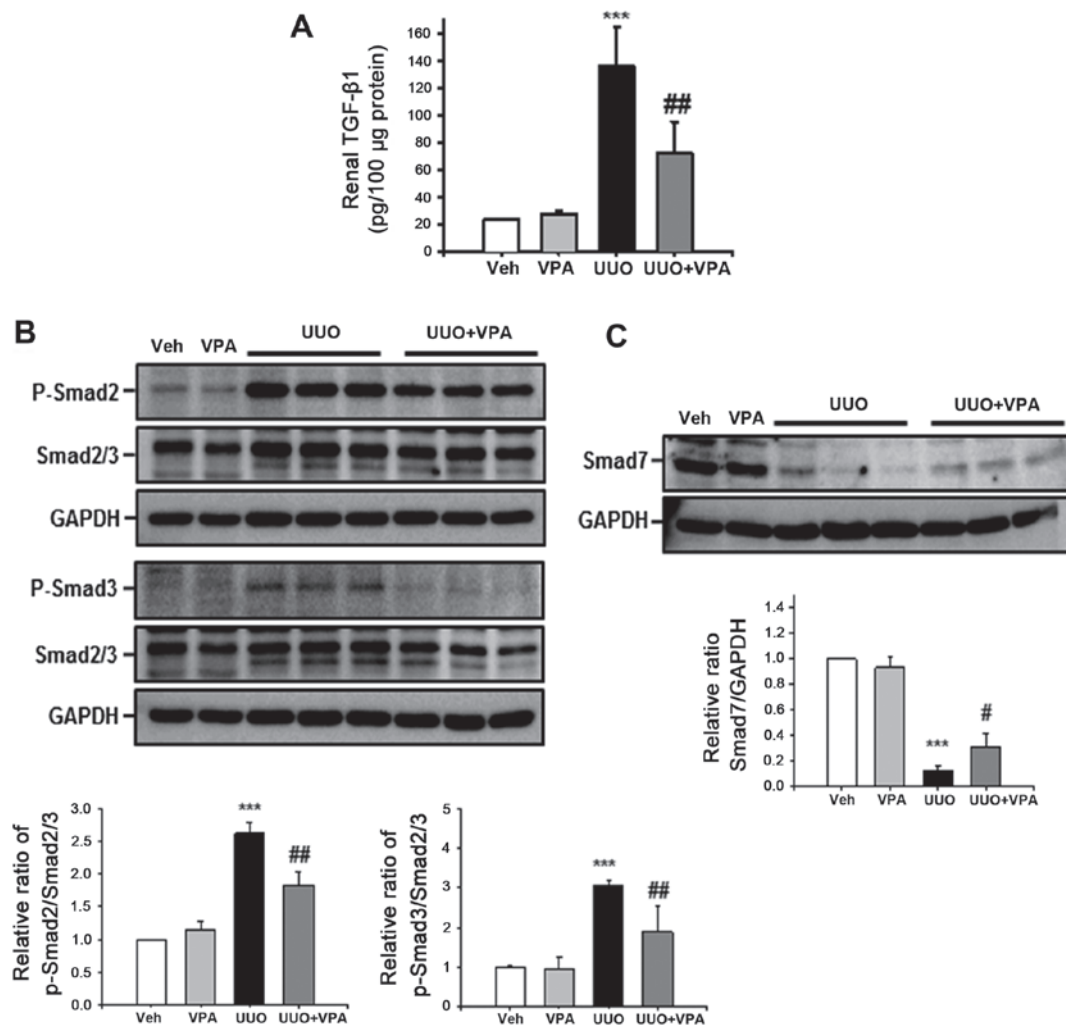 A
Renal TGF-β1
(pg/100 µg protein)
160
140
120
100
80
60
40
20
0
***
##
Veh VPA UUO UUO+VPA
B
Veh VPA UUO UUO+VPA
P-Smad2
Smad2/3
GAPDH
P-Smad3
Smad2/3
GAPDH
C
Veh VPA UUO UUO+VPA
Smad7
GAPDH
Relative ratio
Smad7/GAPDH
1.4
1.2
1.0
0.8
0.6
0.4
0.2
0.0
***
#
Veh VPA UUO UUO+VPA
Relative ratio of
p-Smad2/Smad2/3
3.0
2.5
2.0
1.5
1.0
0.5
0.0
***
##
Veh VPA UUO UUO+VPA
Relative ratio of
p-Smad3/Smad2/3
5
4
3
2
1
0
***
##
Veh VPA UUO UUO+VPA